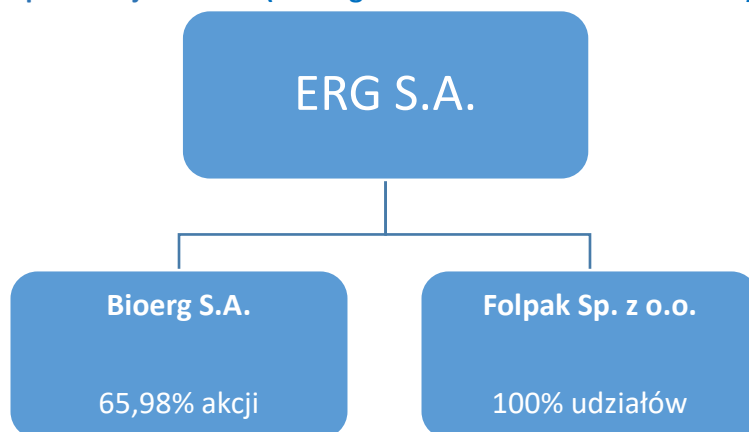 ERG S.A.
Bioerg S.A.
65,98% akcji
Folpak Sp. z o.o.
100% udziałów